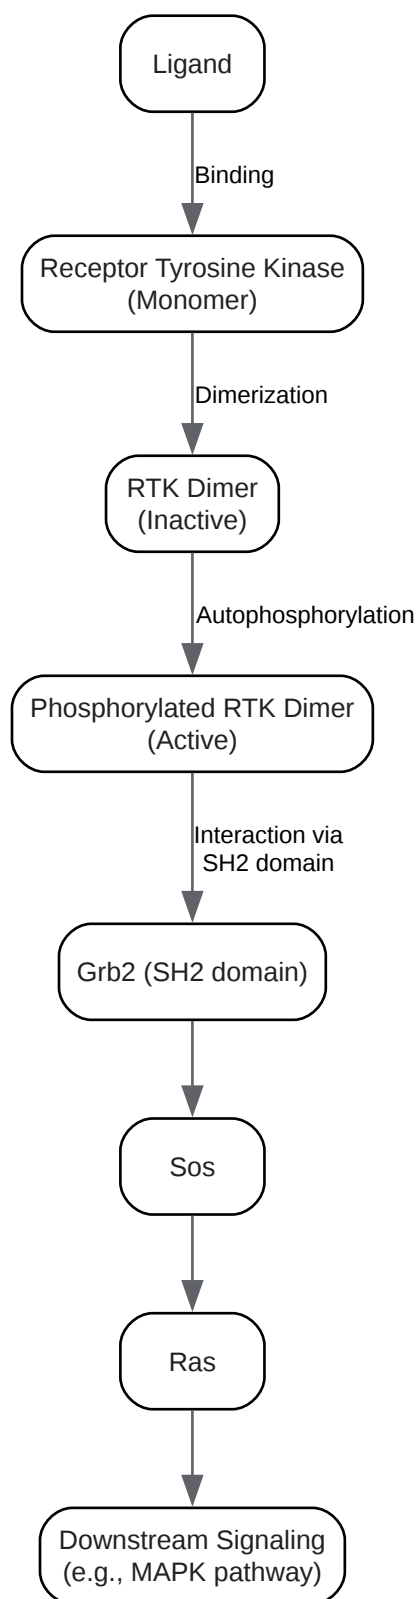 Ligand
Binding
Receptor Tyrosine Kinase
(Monomer)
Dimerization
RTK Dimer
(Inactive)
Autophosphorylation
Phosphorylated RTK Dimer
(Active)
Interaction via
SH2 domain
Grb2 (SH2 domain)
Sos
Ras
Downstream Signaling
(e.g., MAPK pathway)